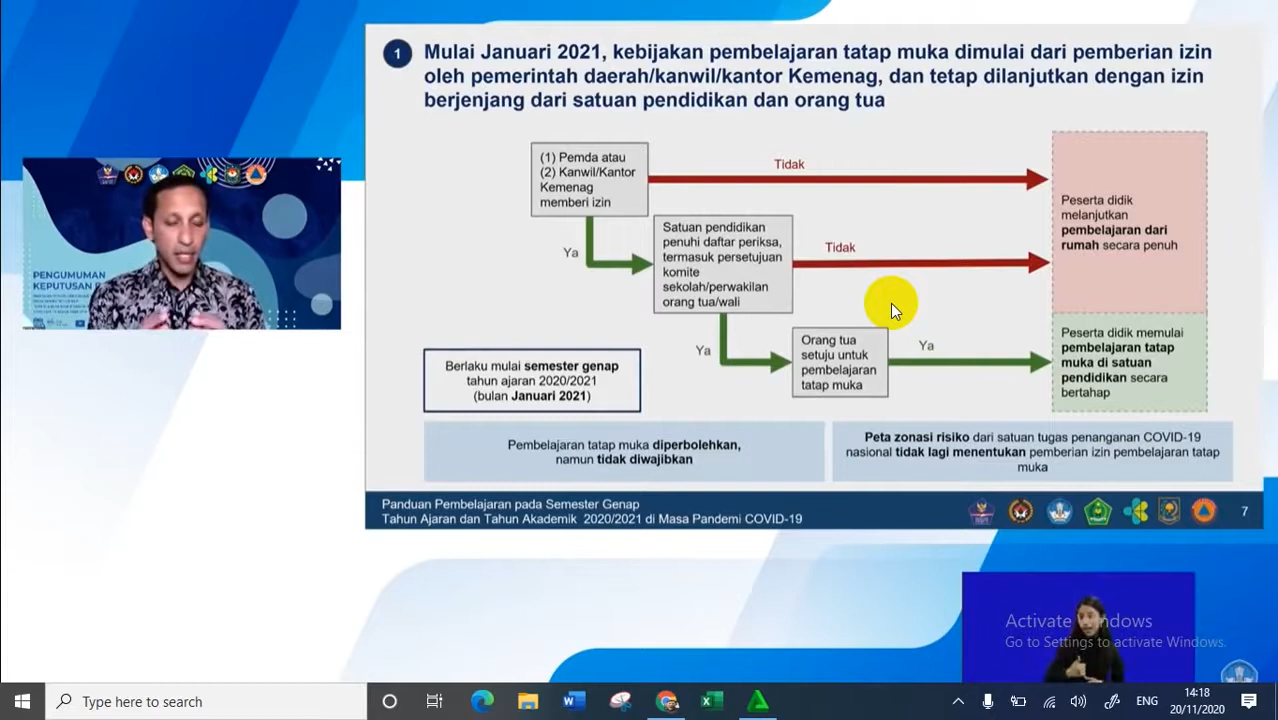 1
Mulai Januari 2021, kebijakan pembelajaran tatap muka dimulai dari pemberian izin
oleh pemerintah daerah/kanwil/kantor Kemenag, dan tetap dilanjutkan dengan izin
berjenjang dari satuan pendidikan dan orang tua
(1) Pemda atau
(2) Kanwil/Kantor
Kemenag
memberi izin
Tidak
Ya
Satuan pendidikan
penuhi daftar periksa,
termasuk persetujuan
komite
sekolah/perwakilan
orang tua/wali
Tidak
Ya
Orang tua
setuju untuk
pembelajaran
tatap muka
Ya
Peserta didik
melanjutkan
pembelajaran dari
rumah secara penuh
Peserta didik memulai
pembelajaran tatap
muka di satuan
pendidikan secara
bertahap
Berlaku mulai semester genap
tahun ajaran 2020/2021
(bulan Januari 2021)
Pembelajaran tatap muka diperbolehkan,
namun tidak diwajibkan
Peta zonasi risiko dari satuan tugas penanganan COVID-19
nasional tidak lagi menentukan pemberian izin pembelajaran tatap
muka
Panduan Pembelajaran pada Semester Genap
Tahun Ajaran dan Tahun Akademik 2020/2021 di Masa Pandemi COVID-19
7
PENGUMUMAN
KEPUTUSAN
Activate Windows
Go to Settings to activate Windows.
Type here to search
ENG
14:18
20/11/2020